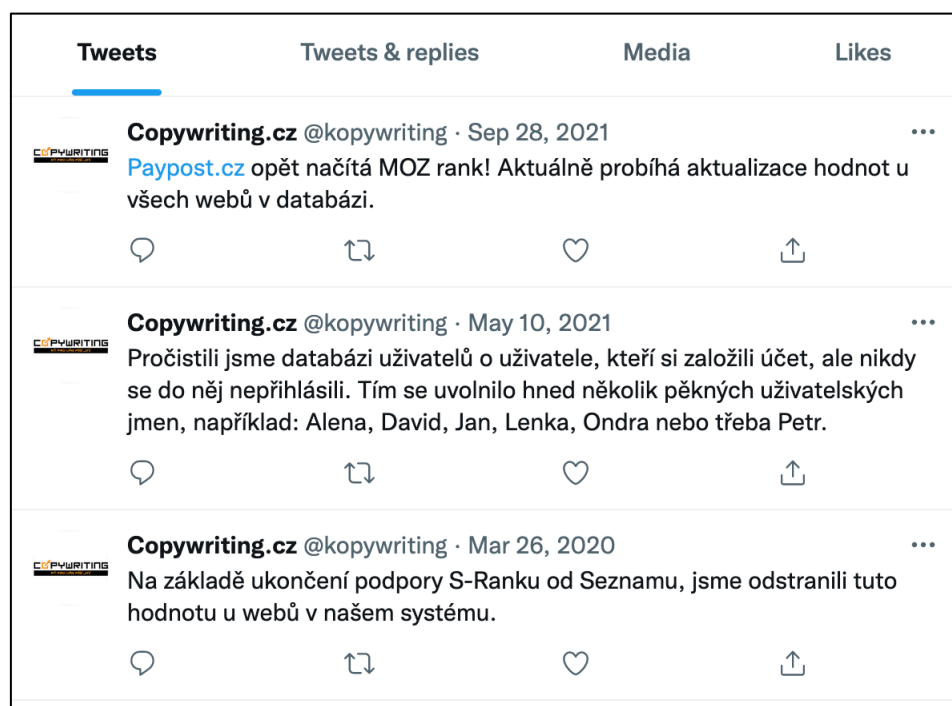 Tweets Tweets & replies Media Likes
Copywriting.cz @kopywriting · Sep 28, 2021
COPYWRITING
Paypost.cz opět načítá MOZ rank! Aktuálně probíhá aktualizace hodnot u
všech webů v databázi.
Copywriting.cz @kopywriting · May 10, 2021
COPYWRITING
Pročistili jsme databázi uživatelů o uživatele, kteří si založili účet, ale nikdy
se do něj nepřihlásili. Tím se uvolnilo hned několik pěkných uživatelských
jmen, například: Alena, David, Jan, Lenka, Ondra nebo třeba Petr.
Copywriting.cz @kopywriting · Mar 26, 2020
COPYWRITING
Na základě ukončení podpory S-Ranku od Seznamu, jsme odstranili tuto
hodnotu u webů v našem systému.